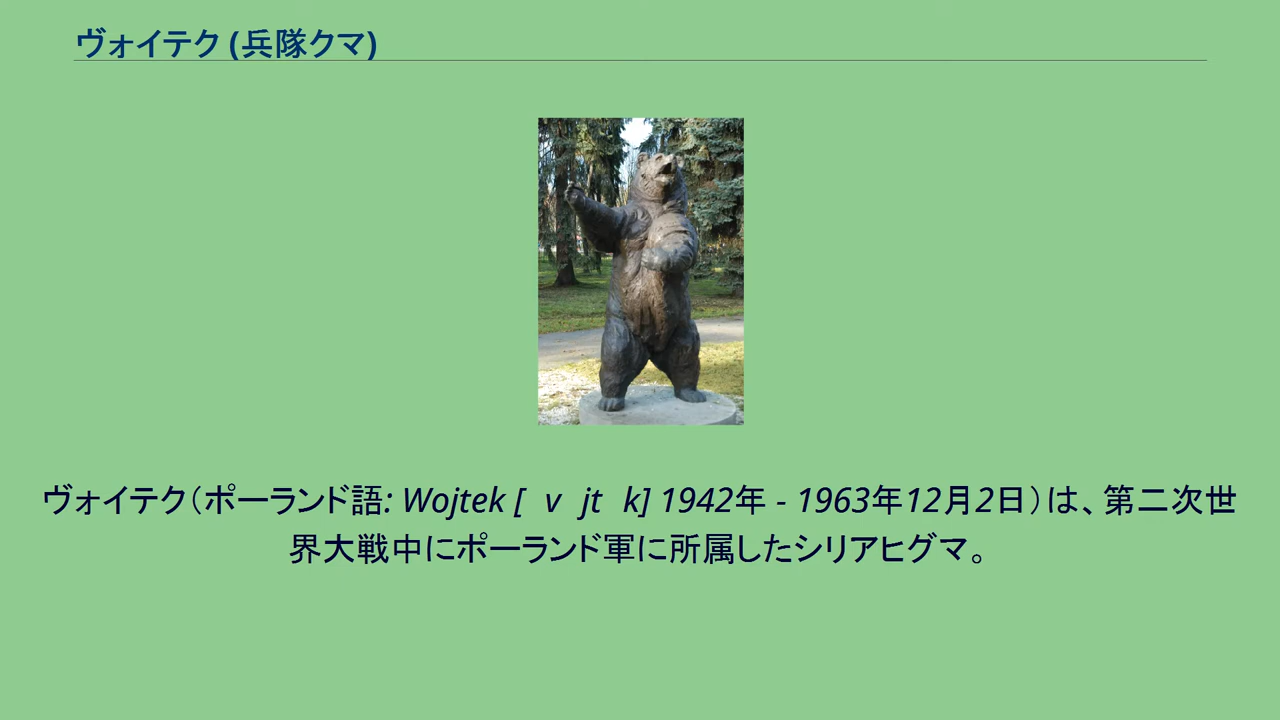 ヴォイテク (兵隊クマ)
ヴォイテク（ポーランド語: Wojtek [ v jt k] 1942年 - 1963年12月2日）は、第二次世
界大戦中にポーランド軍に所属したシリアヒグマ。